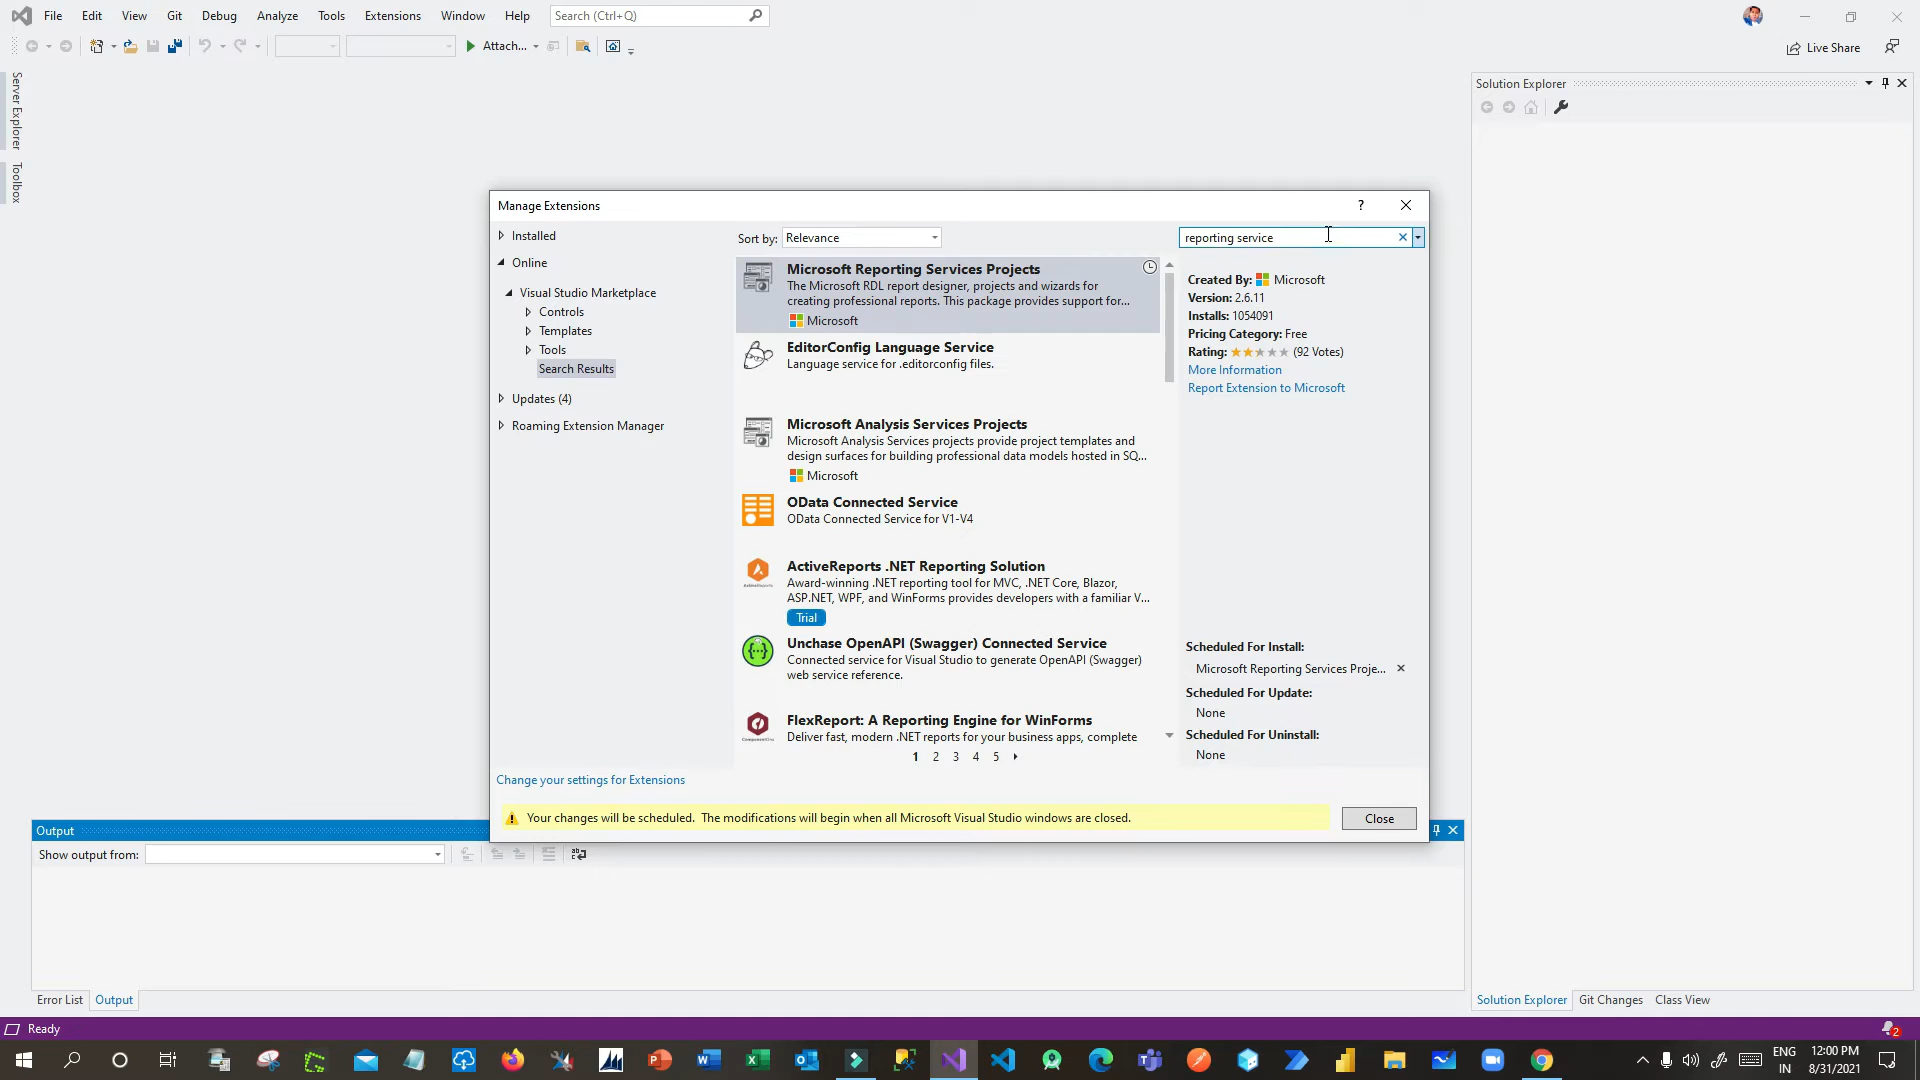 File Edit View Git Debug Analyze Tools Extensions Window Help Search (Ctrl+Q)
Attach...
Live Share
Server Explorer
Toolbox
Solution Explorer
Manage Extensions
?
Installed
Online
Visual Studio Marketplace
Controls
Templates
Tools
Search Results
Updates (4)
Roaming Extension Manager
Sort by: Relevance
reporting service
Microsoft Reporting Services Projects
The Microsoft RDL report designer, projects and wizards for
creating professional reports. This package provides support for...
Microsoft
EditorConfig Language Service
Language service for .editorconfig files.
Microsoft Analysis Services Projects
Microsoft Analysis Services projects provide project templates and
design surfaces for building professional data models hosted in SQ...
Microsoft
OData Connected Service
OData Connected Service for V1-V4
ActiveReports .NET Reporting Solution
Award-winning .NET reporting tool for MVC, .NET Core, Blazor,
ASP.NET, WPF, and WinForms provides developers with a familiar V...
Trial
Unchase OpenAPI (Swagger) Connected Service
Connected service for Visual Studio to generate OpenAPI (Swagger)
web service reference.
FlexReport: A Reporting Engine for WinForms
Deliver fast, modern .NET reports for your business apps, complete
1 2 3 4 5
Created By: Microsoft
Version: 2.6.11
Installs: 1054091
Pricing Category: Free
Rating: (92 Votes)
More Information
Report Extension to Microsoft
Scheduled For Install:
Microsoft Reporting Services Proje...
Scheduled For Update:
None
Scheduled For Uninstall:
None
Change your settings for Extensions
Your changes will be scheduled. The modifications will begin when all Microsoft Visual Studio windows are closed.
Close
Output
Show output from:
Error List Output
Solution Explorer Git Changes Class View
Ready
2
ENG
IN
12:00 PM
8/31/2021